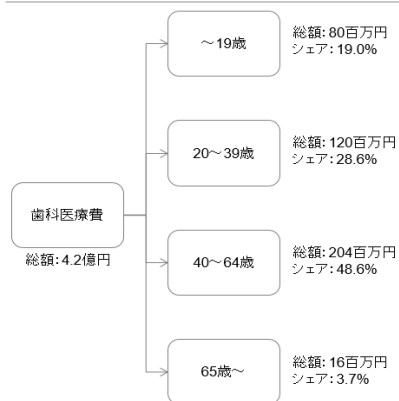 ～19歳
総額：80百万円
シェア：19.0%
20～39歳
総額：120百万円
シェア：28.6%
歯科医療費
総額：4.2億円
40～64歳
総額：204百万円
シェア：48.6%
65歳～
総額：16百万円
シェア：3.7%